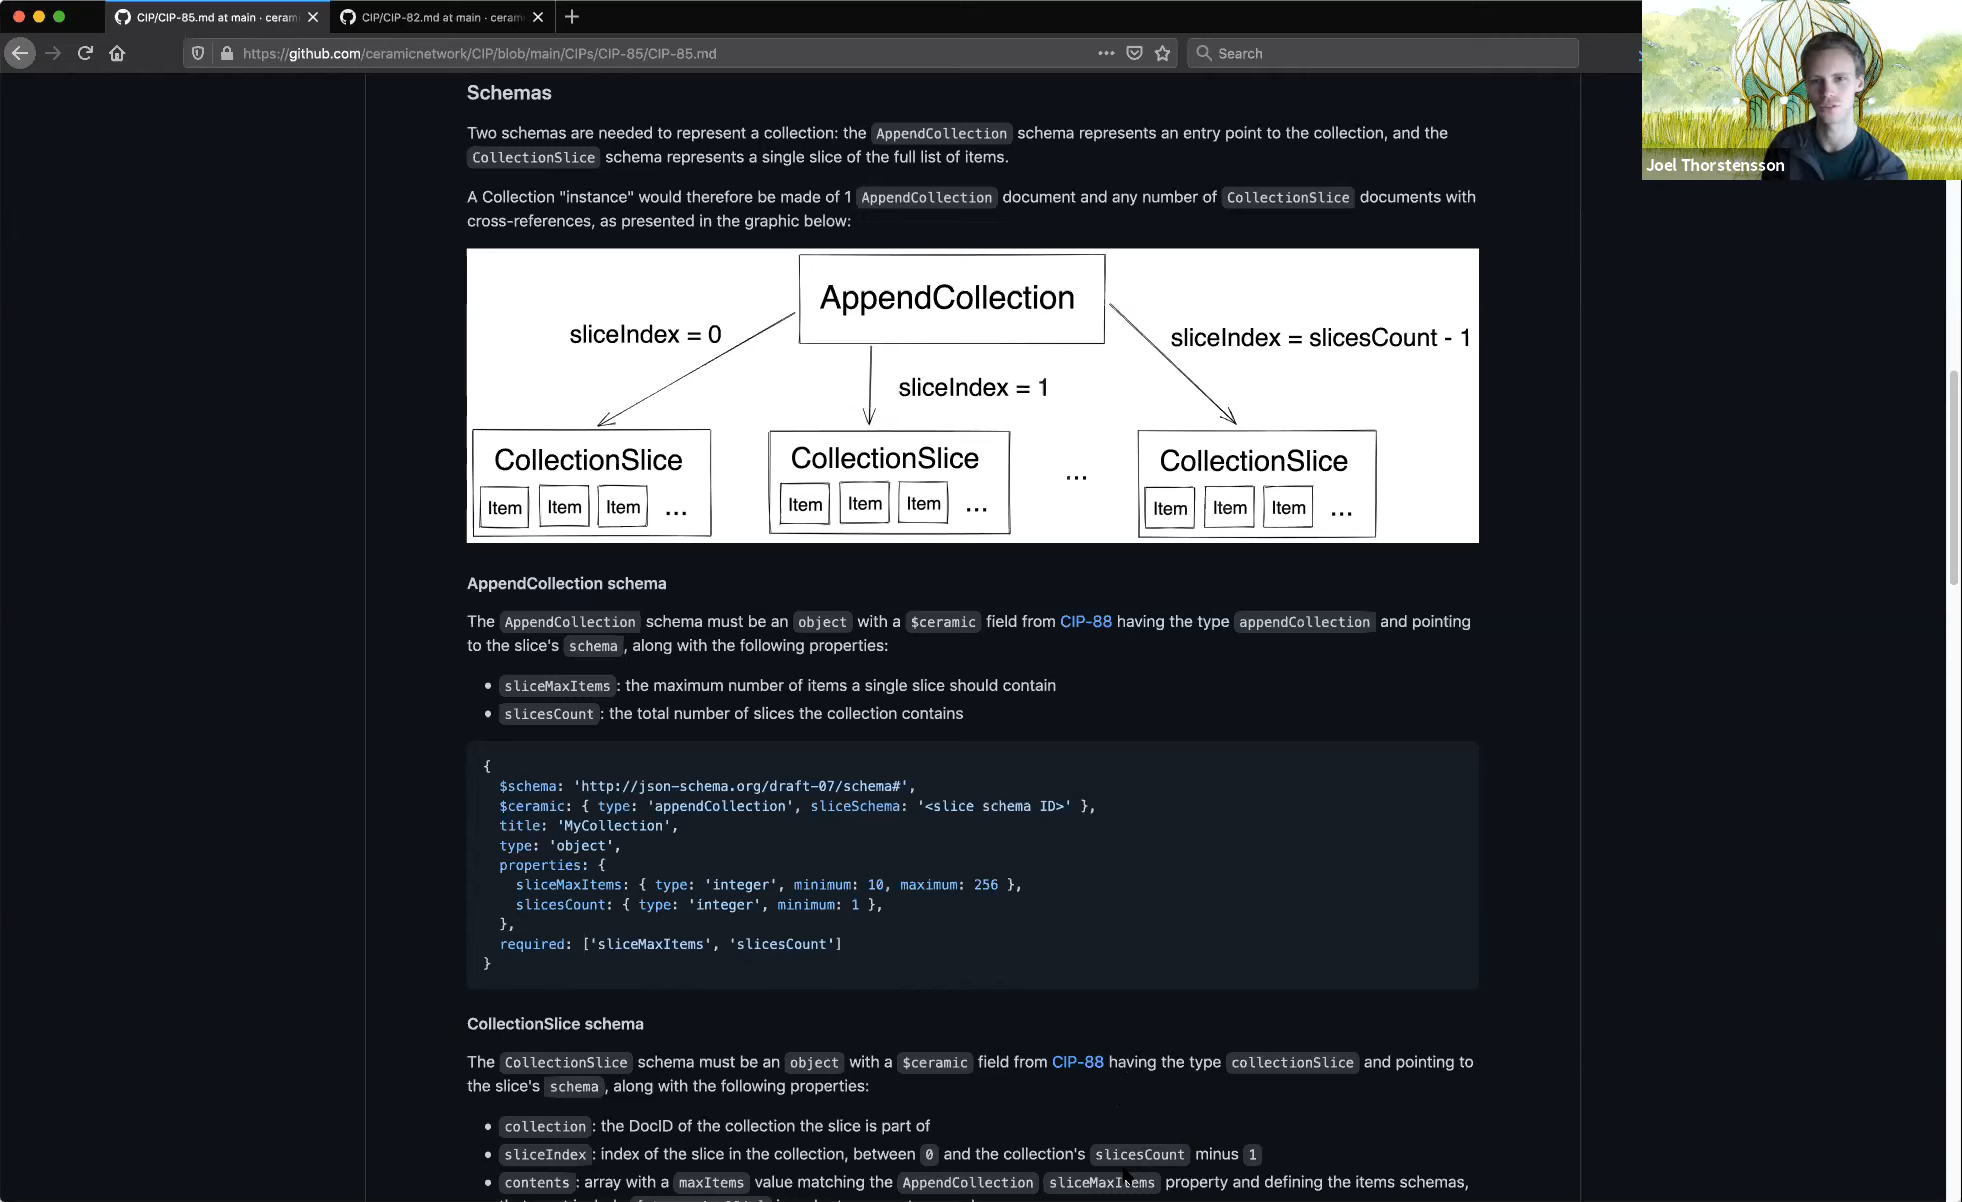 CIP/CIP-85.md at main · ceram
CIP/CIP-82.md at main · ceram
https://github.com/ceramicnetwork/CIP/blob/main/CIPs/CIP-85/CIP-85.md
Search
Joel Thorstensson
Schemas
Two schemas are needed to represent a collection: the AppendCollection schema represents an entry point to the collection, and the
CollectionSlice schema represents a single slice of the full list of items.
A Collection "instance" would therefore be made of 1 AppendCollection document and any number of CollectionSlice documents with
cross-references, as presented in the graphic below:
AppendCollection
sliceIndex = 0
sliceIndex = slicesCount - 1
sliceIndex = 1
CollectionSlice
CollectionSlice
...
CollectionSlice
Item Item Item ...
Item Item Item ...
Item Item Item ...
AppendCollection schema
The AppendCollection schema must be an object with a $ceramic field from CIP-88 having the type appendCollection and pointing
to the slice's schema, along with the following properties:
• sliceMaxItems: the maximum number of items a single slice should contain
• slicesCount: the total number of slices the collection contains
{
$schema: 'http://json-schema.org/draft-07/schema#',
$ceramic: { type: 'appendCollection', sliceSchema: '<slice schema ID>' },
title: 'MyCollection',
type: 'object',
properties: {
sliceMaxItems: { type: 'integer', minimum: 10, maximum: 256 },
slicesCount: { type: 'integer', minimum: 1 },
},
required: ['sliceMaxItems', 'slicesCount']
}
CollectionSlice schema
The CollectionSlice schema must be an object with a $ceramic field from CIP-88 having the type collectionSlice and pointing to
the slice's schema, along with the following properties:
• collection: the DocID of the collection the slice is part of
• sliceIndex: index of the slice in the collection, between 0 and the collection's slicesCount minus 1
• contents: array with a maxItems value matching the AppendCollection sliceMaxItems property and defining the items schemas,